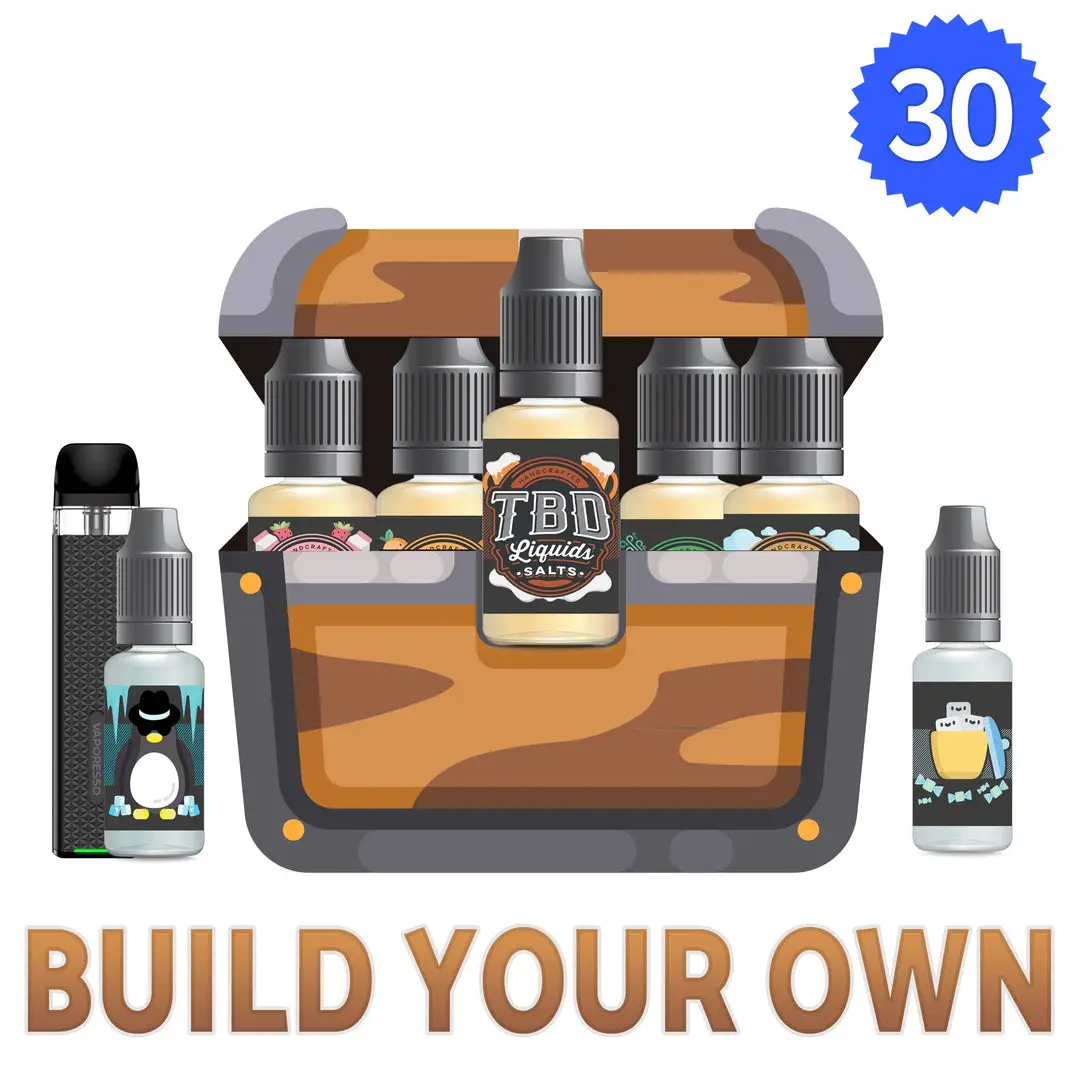 30
HANDCRAFTED
TBD
Liquids
•SALTS•
VAPORESSO
BUILD YOUR OWN